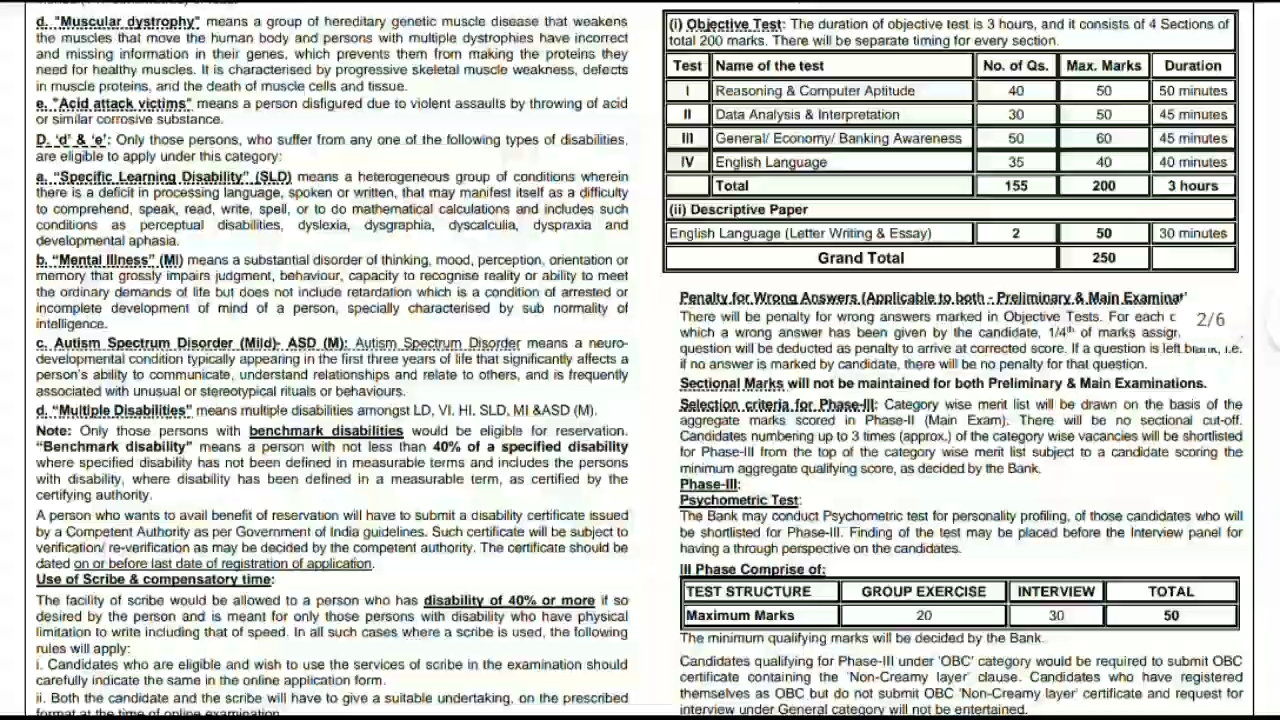 d. "Muscular dystrophy" means a group of hereditary genetic muscle disease that weakens
the muscles that move the human body and persons with multiple dystrophies have incorrect
and missing information in their genes, which prevents them from making the proteins they
need for healthy muscles. It is characterised by progressive skeletal muscle weakness, defects
in muscle proteins, and the death of muscle cells and tissue.
e. "Acid attack victims" means a person disfigured due to violent assaults by throwing of acid
or similar corrosive substance.
D. 'd' & 'e': Only those persons, who suffer from any one of the following types of disabilities,
are eligible to apply under this category:
a. “Specific Learning Disability” (SLD) means a heterogeneous group of conditions wherein
there is a deficit in processing language, spoken or written, that may manifest itself as a difficulty
to comprehend, speak, read, write, spell, or to do mathematical calculations and includes such
conditions as perceptual disabilities, dyslexia, dysgraphia, dyscalculia, dyspraxia and
developmental aphasia.
b. “Mental Illness” (MI) means a substantial disorder of thinking, mood, perception, orientation or
memory that grossly impairs judgment, behaviour, capacity to recognise reality or ability to meet
the ordinary demands of life but does not include retardation which is a condition of arrested or
incomplete development of mind of a person, specially characterised by sub normality of
intelligence.
c. Autism Spectrum Disorder (Mild)- ASD (M): Autism Spectrum Disorder means a neuro-
developmental condition typically appearing in the first three years of life that significantly affects a
person's ability to communicate, understand relationships and relate to others, and is frequently
associated with unusual or stereotypical rituals or behaviours.
d. “Multiple Disabilities” means multiple disabilities amongst LD, VI, HI, SLD, MI &ASD (M).
Note: Only those persons with benchmark disabilities would be eligible for reservation.
“Benchmark disability” means a person with not less than 40% of a specified disability
where specified disability has not been defined in measurable terms and includes the persons
with disability, where disability has been defined in a measurable term, as certified by the
certifying authority.
A person who wants to avail benefit of reservation will have to submit a disability certificate issued
by a Competent Authority as per Government of India guidelines. Such certificate will be subject to
verification/ re-verification as may be decided by the competent authority. The certificate should be
dated on or before last date of registration of application.
Use of Scribe & compensatory time:
The facility of scribe would be allowed to a person who has disability of 40% or more if so
desired by the person and is meant for only those persons with disability who have physical
limitation to write including that of speed. In all such cases where a scribe is used, the following
rules will apply:
i. Candidates who are eligible and wish to use the services of scribe in the examination should
carefully indicate the same in the online application form.
ii. Both the candidate and the scribe will have to give a suitable undertaking, on the prescribed
format at the time of online examination
(i) Objective Test: The duration of objective test is 3 hours, and it consists of 4 Sections of
total 200 marks. There will be separate timing for every section.
Test Name of the test No. of Qs. Max. Marks Duration
I Reasoning & Computer Aptitude 40 50 50 minutes
II Data Analysis & Interpretation 30 50 45 minutes
III General/ Economy/ Banking Awareness 50 60 45 minutes
IV English Language 35 40 40 minutes
Total 155 200 3 hours
(ii) Descriptive Paper
English Language (Letter Writing & Essay) 2 50 30 minutes
Grand Total 250
Penalty for Wrong Answers (Applicable to both - Preliminary & Main Examinat
There will be penalty for wrong answers marked in Objective Tests. For each
2/6
which a wrong answer has been given by the candidate, 1/4th of marks assigr
question will be deducted as penalty to arrive at corrected score. If a question is left blank, i.e.
if no answer is marked by candidate, there will be no penalty for that question.
Sectional Marks will not be maintained for both Preliminary & Main Examinations.
Selection criteria for Phase-III: Category wise merit list will be drawn on the basis of the
aggregate marks scored in Phase-II (Main Exam). There will be no sectional cut-off.
Candidates numbering up to 3 times (approx.) of the category wise vacancies will be shortlisted
for Phase-III from the top of the category wise merit list subject to a candidate scoring the
minimum aggregate qualifying score, as decided by the Bank.
Phase-III:
Psychometric Test:
The Bank may conduct Psychometric test for personality profiling, of those candidates who will
be shortlisted for Phase-III. Finding of the test may be placed before the Interview panel for
having a through perspective on the candidates.
III Phase Comprise of:
TEST STRUCTURE GROUP EXERCISE INTERVIEW TOTAL
Maximum Marks 20 30 50
The minimum qualifying marks will be decided by the Bank.
Candidates qualifying for Phase-III under 'OBC' category would be required to submit OBC
certificate containing the 'Non-Creamy layer' clause. Candidates who have registered
themselves as OBC but do not submit OBC 'Non-Creamy layer' certificate and request for
interview under General category will not be entertained.